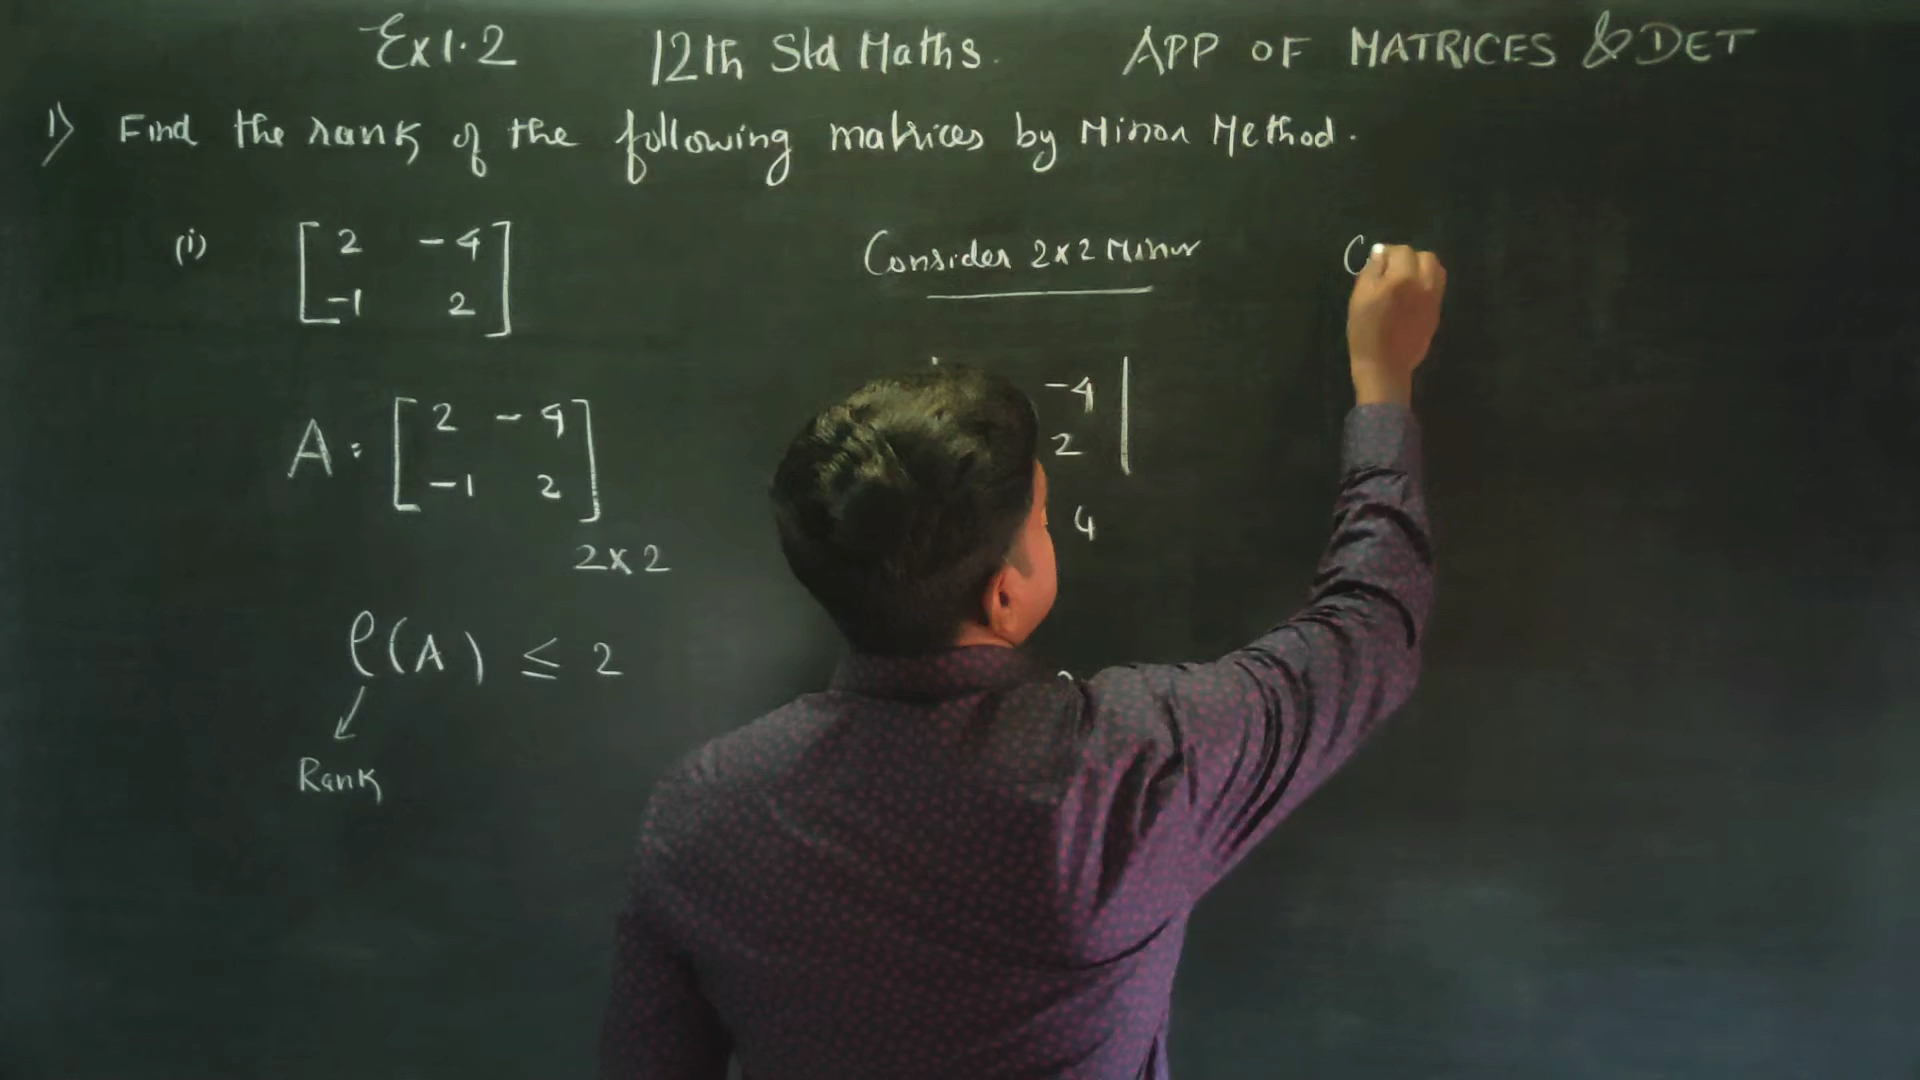 Ex 1.2 12th Std Maths. APP OF MATRICES & DET
1) Find the rank of the following matrices by Minor Method.
(i) [ 2 -4 ]
[ -1 2 ]
A = [ 2 -4 ]
[ -1 2 ]
2x2
ρ(A) ≤ 2
Rank
Consider 2x2 Minor
-4 |
2 |
4
C